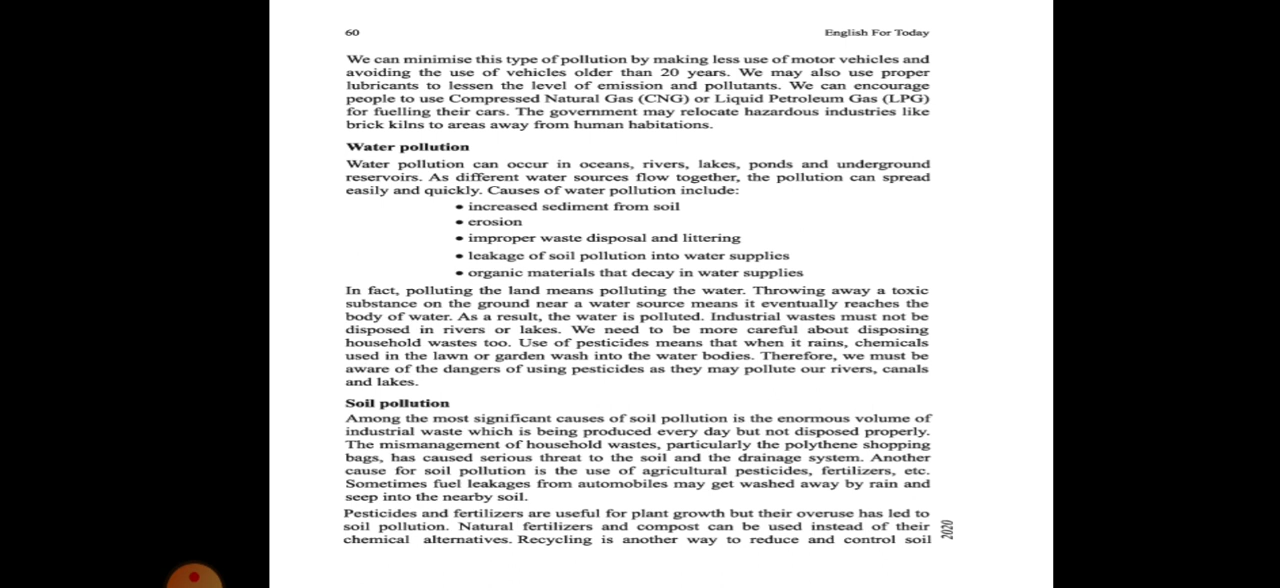 60 English For Today
We can minimise this type of pollution by making less use of motor vehicles and
avoiding the use of vehicles older than 20 years. We may also use proper
lubricants to lessen the level of emission and pollutants. We can encourage
people to use Compressed Natural Gas (CNG) or Liquid Petroleum Gas (LPG)
for fuelling their cars. The government may relocate hazardous industries like
brick kilns to areas away from human habitations.
Water pollution
Water pollution can occur in oceans, rivers, lakes, ponds and underground
reservoirs. As different water sources flow together, the pollution can spread
easily and quickly. Causes of water pollution include:
• increased sediment from soil
• erosion
• improper waste disposal and littering
• leakage of soil pollution into water supplies
• organic materials that decay in water supplies
In fact, polluting the land means polluting the water. Throwing away a toxic
substance on the ground near a water source means it eventually reaches the
body of water. As a result, the water is polluted. Industrial wastes must not be
disposed in rivers or lakes. We need to be more careful about disposing
household wastes too. Use of pesticides means that when it rains, chemicals
used in the lawn or garden wash into the water bodies. Therefore, we must be
aware of the dangers of using pesticides as they may pollute our rivers, canals
and lakes.
Soil pollution
Among the most significant causes of soil pollution is the enormous volume of
industrial waste which is being produced every day but not disposed properly.
The mismanagement of household wastes, particularly the polythene shopping
bags, has caused serious threat to the soil and the drainage system. Another
cause for soil pollution is the use of agricultural pesticides, fertilizers, etc.
Sometimes fuel leakages from automobiles may get washed away by rain and
seep into the nearby soil.
Pesticides and fertilizers are useful for plant growth but their overuse has led to
soil pollution. Natural fertilizers and compost can be used instead of their
chemical alternatives. Recycling is another way to reduce and control soil
2020